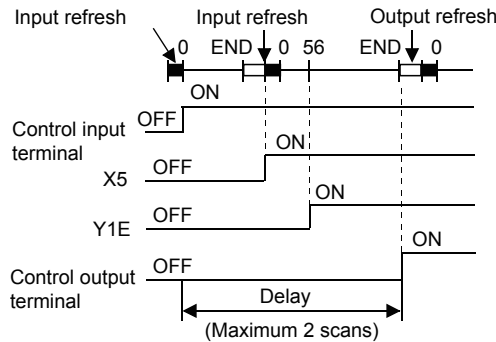 Input refresh Input refresh Output refresh
0 END 0 56 END 0
ON
OFF
Control input
terminal
ON
OFF
X5
ON
OFF
Y1E
ON
OFF
Control output
terminal
Delay
(Maximum 2 scans)